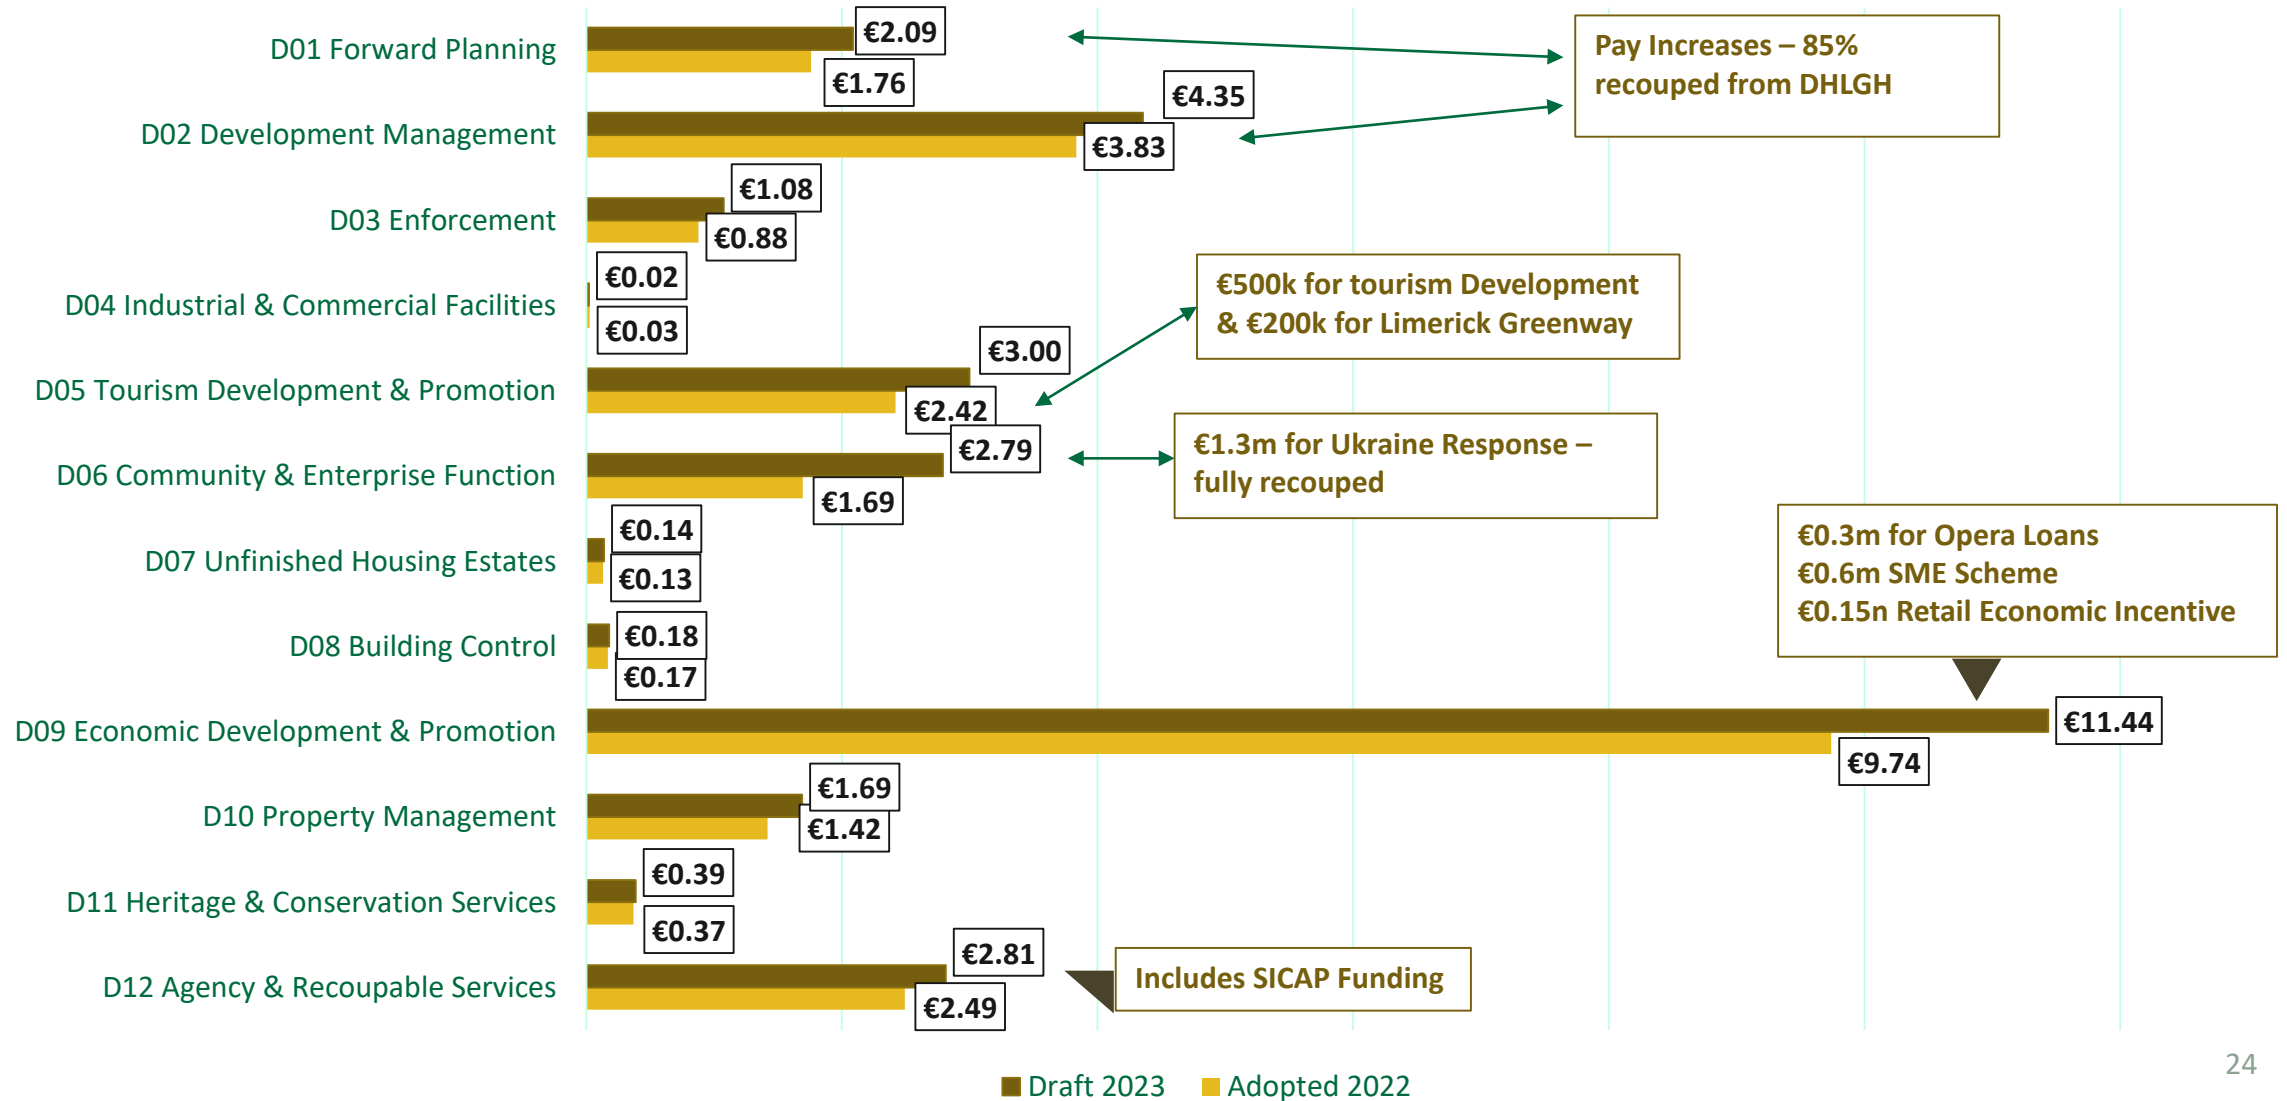 D01 Forward Planning
€2.09
€1.76
Pay Increases – 85%
recouped from DHLGH
D02 Development Management
€4.35
€3.83
D03 Enforcement
€1.08
€0.88
D04 Industrial & Commercial Facilities
€0.02
€0.03
€500k for tourism Development
& €200k for Limerick Greenway
D05 Tourism Development & Promotion
€3.00
€2.42
D06 Community & Enterprise Function
€2.79
€1.69
€1.3m for Ukraine Response –
fully recouped
D07 Unfinished Housing Estates
€0.14
€0.13
€0.3m for Opera Loans
€0.6m SME Scheme
€0.15n Retail Economic Incentive
D08 Building Control
€0.18
€0.17
D09 Economic Development & Promotion
€11.44
€9.74
D10 Property Management
€1.69
€1.42
D11 Heritage & Conservation Services
€0.39
€0.37
D12 Agency & Recoupable Services
€2.81
€2.49
Includes SICAP Funding
Draft 2023
Adopted 2022
24